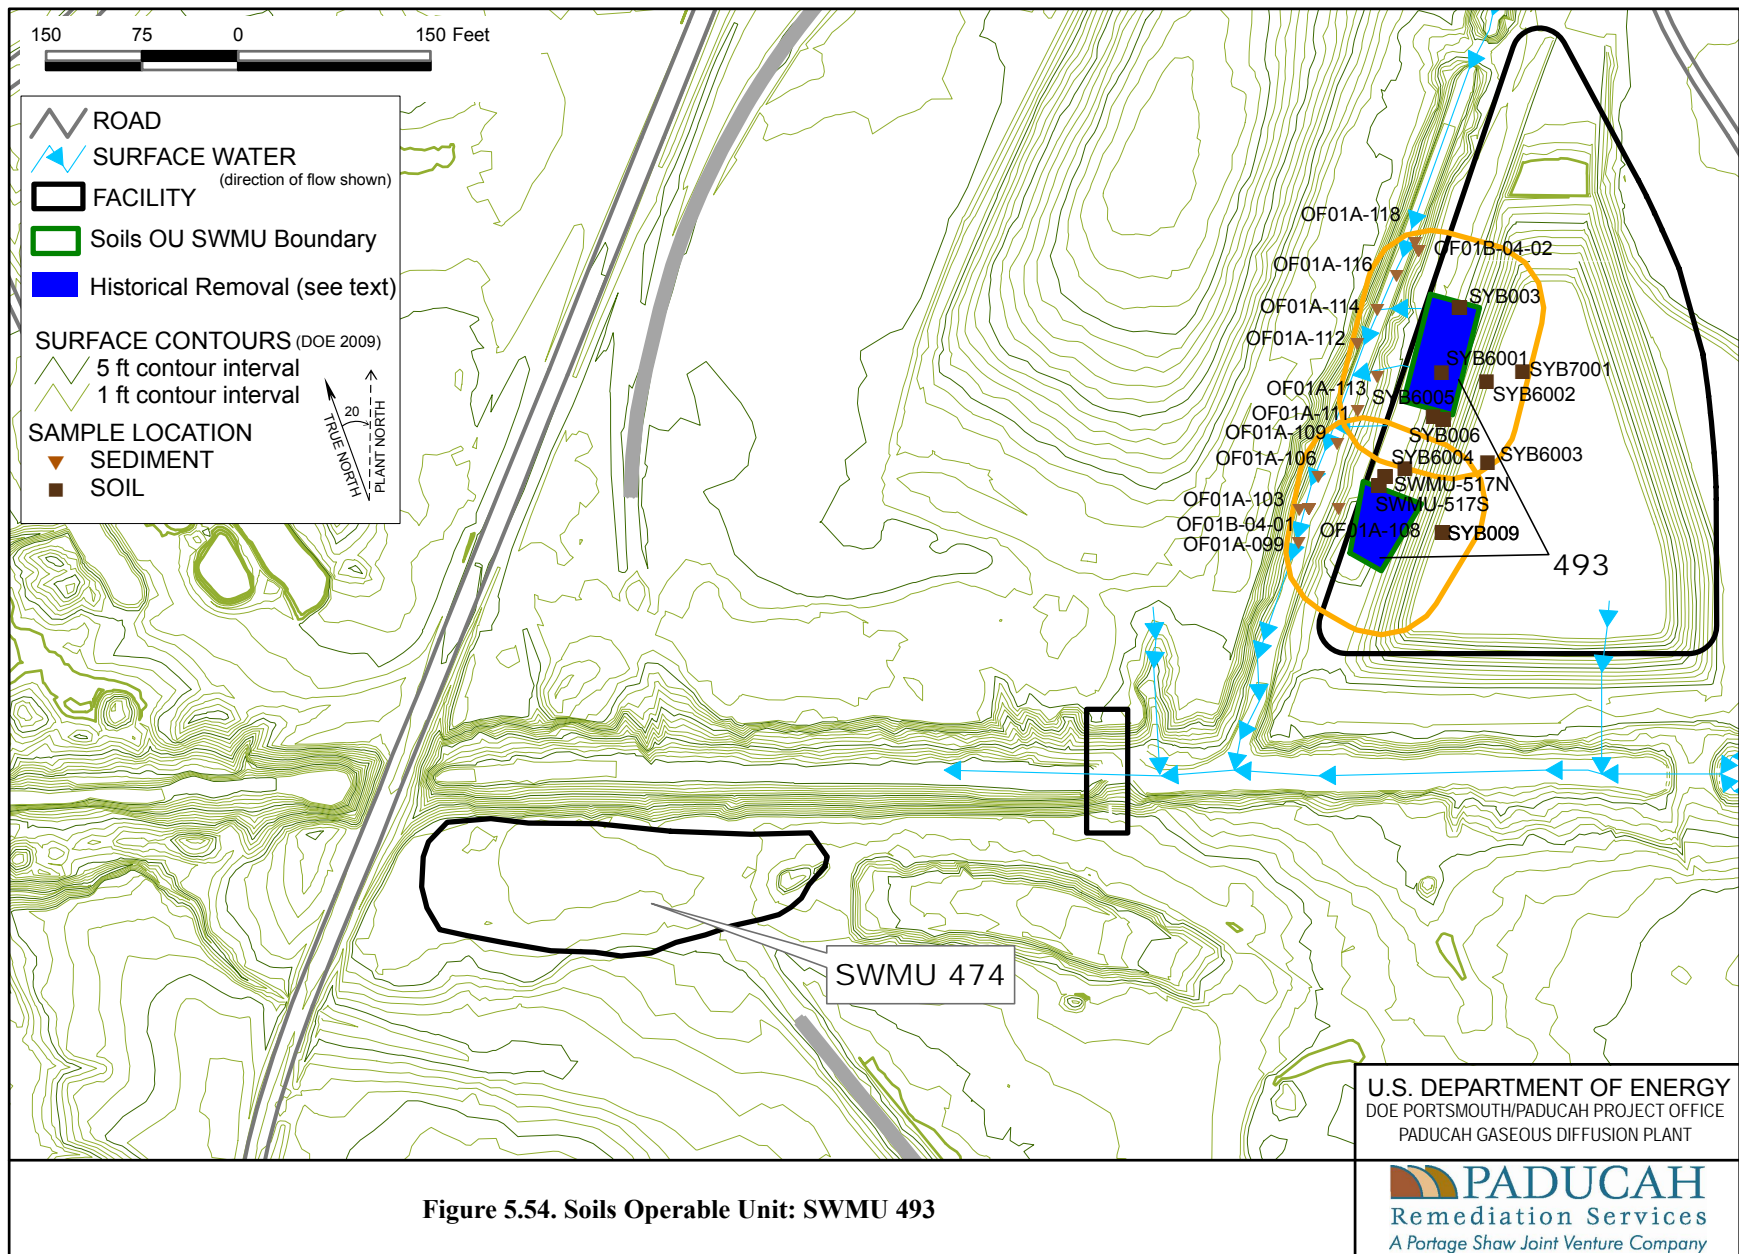 150 75 0 150 Feet
ROAD
SURFACE WATER
(direction of flow shown)
FACILITY
Soils OU SWMU Boundary
Historical Removal (see text)
SURFACE CONTOURS (DOE 2009)
5 ft contour interval
1 ft contour interval
SAMPLE LOCATION
SEDIMENT
SOIL
20
TRUE NORTH
PLANT NORTH
OF01A-118
OF01B-04-02
OF01A-116
SYB003
OF01A-114
OF01A-112
SYB6001
SYB7001
OF01A-113
SYB6002
SYB6005
OF01A-111
OF01A-109
SYB006
OF01A-106
SYB6004
SYB6003
SWMU-517N
OF01A-103
SWMU-517S
OF01B-04-01
OF01A-108
SYB009
OF01A-099
493
SWMU 474
U.S. DEPARTMENT OF ENERGY
DOE PORTSMOUTH/PADUCAH PROJECT OFFICE
PADUCAH GASEOUS DIFFUSION PLANT
Figure 5.54. Soils Operable Unit: SWMU 493
PADUCAH
Remediation Services
A Portage Shaw Joint Venture Company